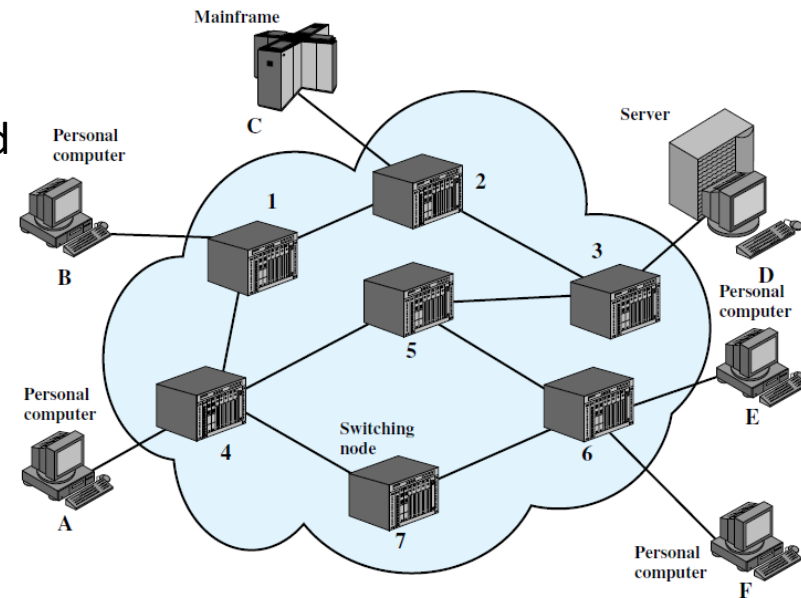 Mainframe
C
d
Personal
computer
B
1
2
Server
3
D
Personal
computer
E
5
Personal
computer
A
4
Switching
node
7
6
Personal
computer
F